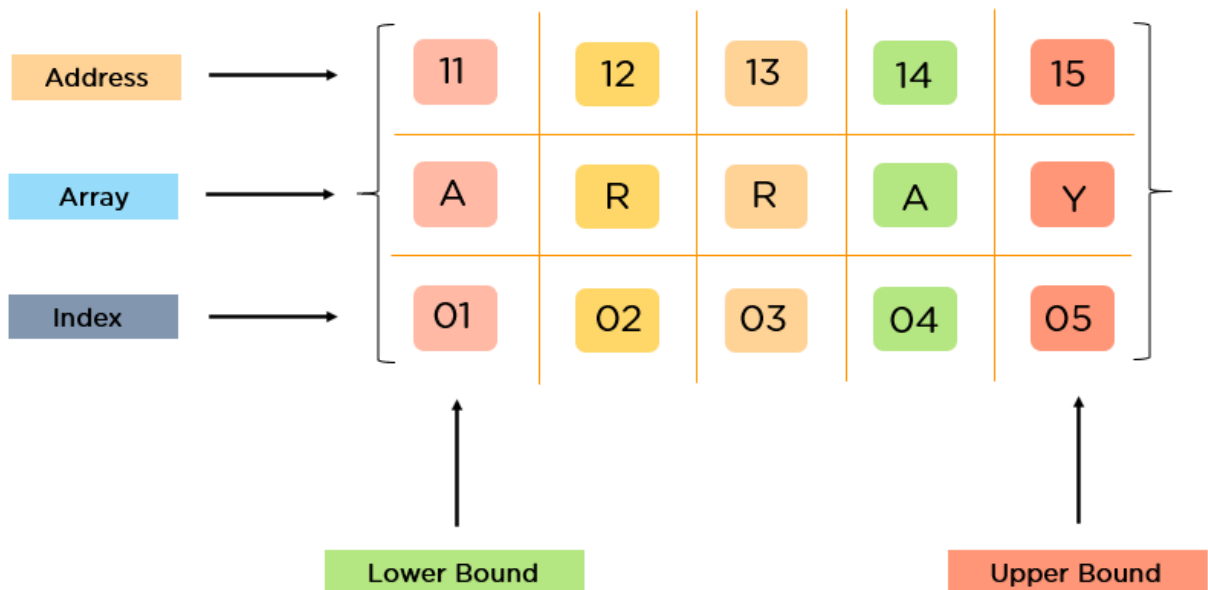 Address 11 12 13 14 15
Array A R R A Y
Index 01 02 03 04 05
Lower Bound Upper Bound